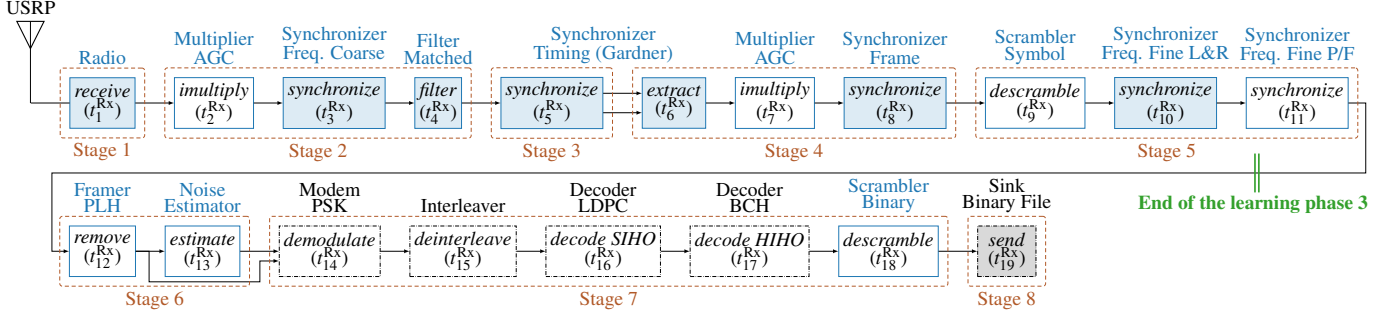 USRP
Radio
receive
(t₁ᴿˣ)
Stage 1
Multiplier
AGC
imultiply
(t₂ᴿˣ)
Synchronizer
Freq. Coarse
synchronize
(t₃ᴿˣ)
Filter
Matched
filter
(t₄ᴿˣ)
Stage 2
Synchronizer
Timing (Gardner)
synchronize
(t₅ᴿˣ)
Stage 3
extract
(t₆ᴿˣ)
Multiplier
AGC
imultiply
(t₇ᴿˣ)
Synchronizer
Frame
synchronize
(t₈ᴿˣ)
Stage 4
Scrambler
Symbol
descramble
(t₉ᴿˣ)
Synchronizer
Freq. Fine L&R
synchronize
(t₁₀ᴿˣ)
Synchronizer
Freq. Fine P/F
synchronize
(t₁₁ᴿˣ)
Stage 5
End of the learning phase 3
Framer
PLH
remove
(t₁₂ᴿˣ)
Noise
Estimator
estimate
(t₁₃ᴿˣ)
Stage 6
Modem
PSK
demodulate
(t₁₄ᴿˣ)
Interleaver
deinterleave
(t₁₅ᴿˣ)
Decoder
LDPC
decode SIHO
(t₁₆ᴿˣ)
Decoder
BCH
decode HIHO
(t₁₇ᴿˣ)
Scrambler
Binary
descramble
(t₁₈ᴿˣ)
Stage 7
Sink
Binary File
send
(t₁₉ᴿˣ)
Stage 8